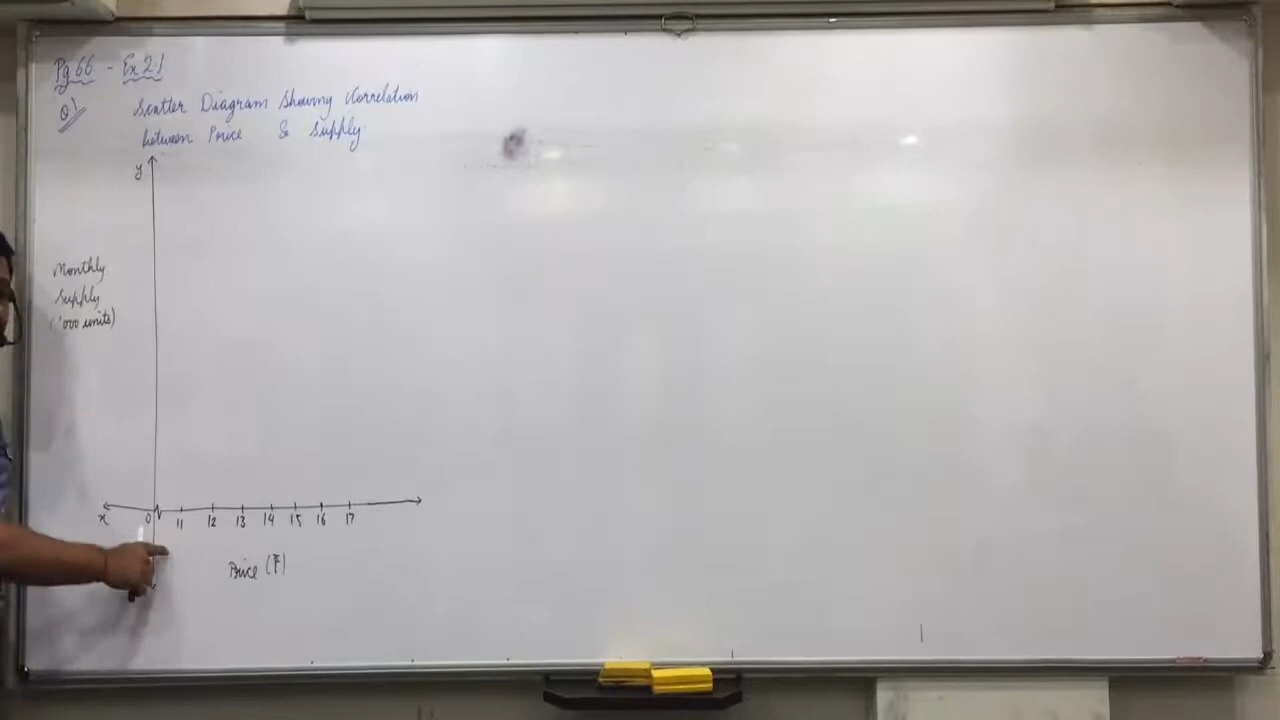 Pg 66 - Ex 2.1
Q1 Scatter Diagram Showing Correlation
between Price & Supply
y
Monthly
Supply
('000 units)
x 0 11 12 13 14 15 16 17
Price (₹)